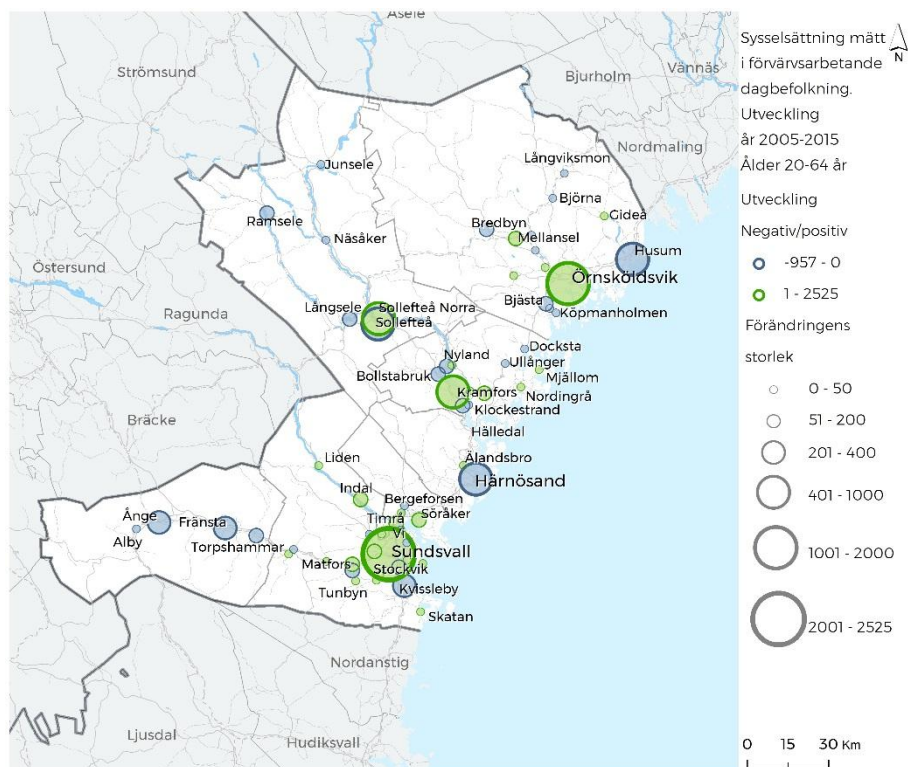 Åsele
Strömsund
Bjurholm
Vännäs
Nordmaling
Junsele
Långviksmon
Björna
Gideå
Ramsele
Bredbyn
Mellansel
Näsåker
Husum
Östersund
Örnsköldsvik
Ragunda
Långsele
Sollefteå Norra
Sollefteå
Bjästa
Köpmanholmen
Docksta
Nyland
Ullånger
Bollstabruk
Mjällom
Kramfors
Nordingrå
Klockestrand
Bräcke
Hälledal
Liden
Älandsbro
Härnösand
Indal
Bergeforsen
Ånge
Fränsta
Timrå
Söråker
Alby
Torpshammar
Vi
Sundsvall
Matfors
Stockvik
Tunbyn
Kvissleby
Skatan
Nordanstig
Ljusdal
Hudiksvall
Sysselsättning mätt
i förvärvsarbetande
dagbefolkning.
Utveckling
år 2005-2015
Ålder 20-64 år
N
Utveckling
Negativ/positiv
-957 - 0
1 - 2525
Förändringens
storlek
0 - 50
51 - 200
201 - 400
401 - 1000
1001 - 2000
2001 - 2525
0 15 30 Km